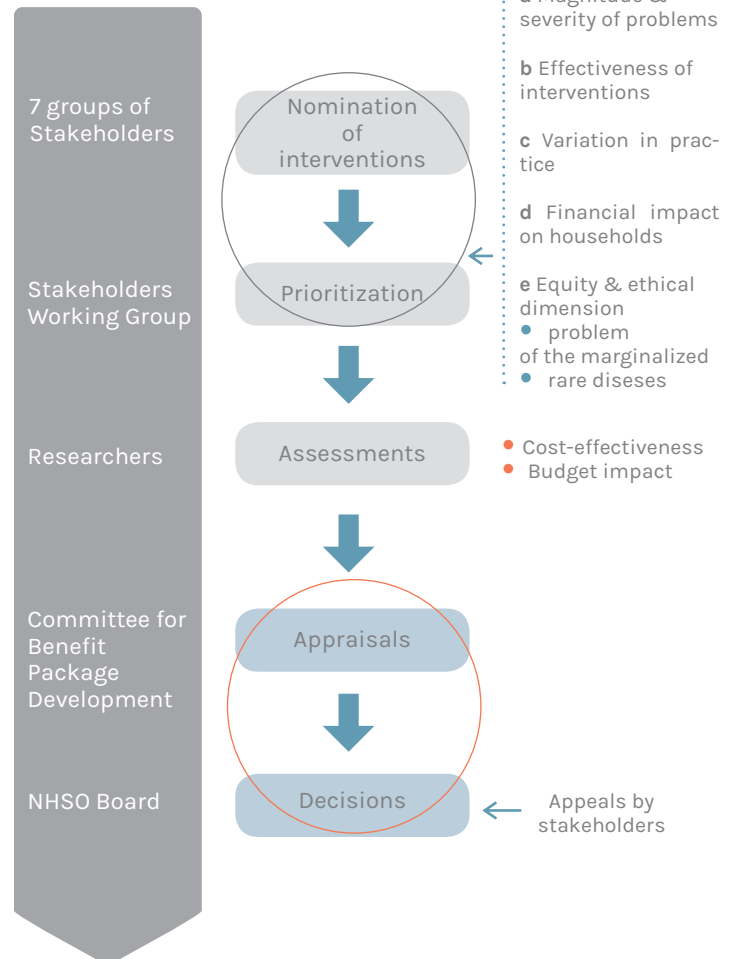 7 groups of
Stakeholders
Nomination
of
interventions
a Magnitude &
severity of problems
b Effectiveness of
interventions
c Variation in prac-
tice
d Financial impact
on households
e Equity & ethical
dimension
• problem
of the marginalized
• rare diseses
Stakeholders
Working Group
Prioritization
Researchers
Assessments
• Cost-effectiveness
• Budget impact
Committee for
Benefit
Package
Development
Appraisals
NHSO Board
Decisions
Appeals by
stakeholders